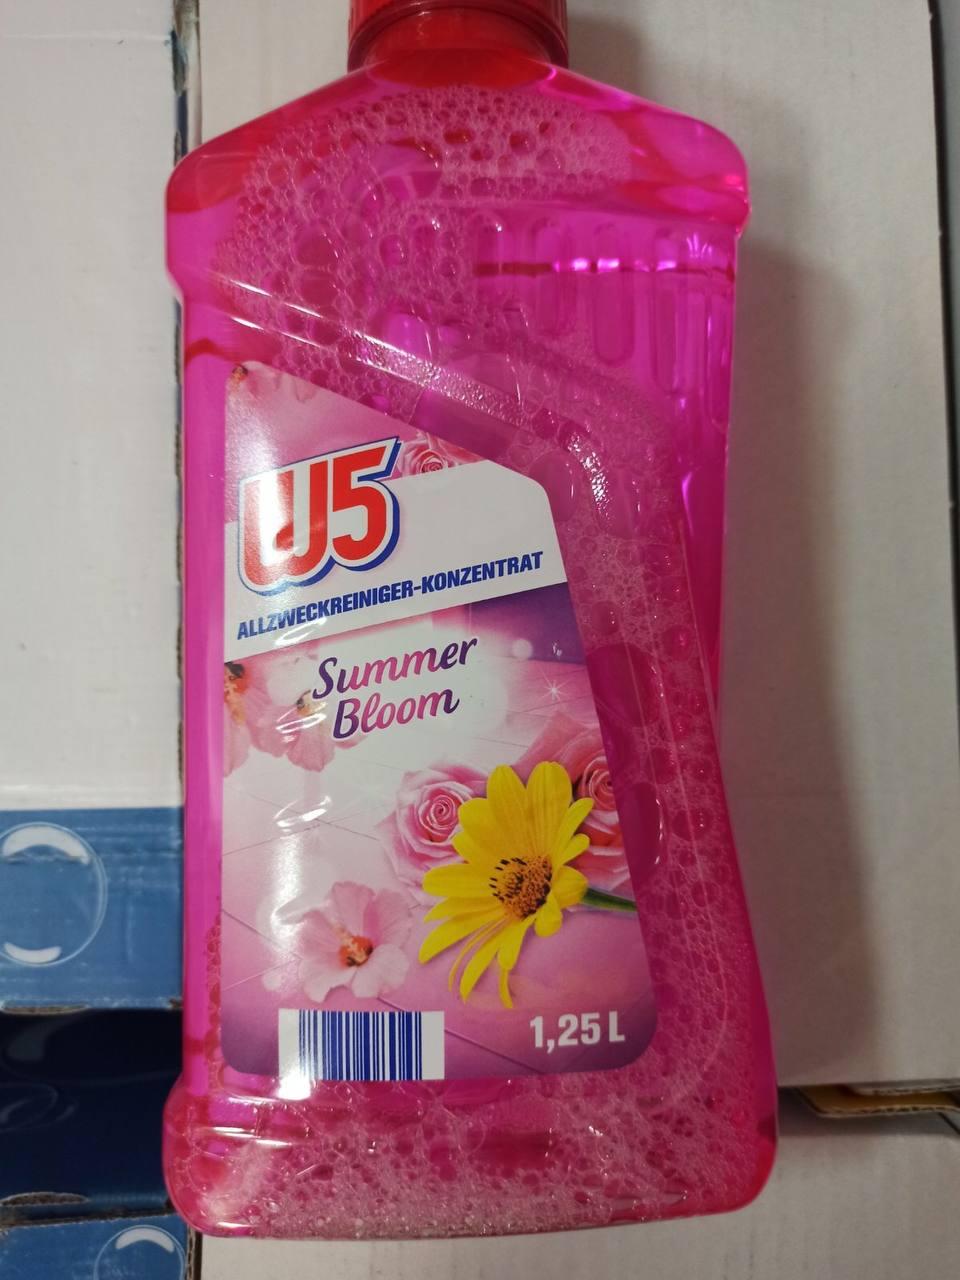 W5
ALLZWECKREINIGER-KONZENTRAT
Summer
Bloom
1,25 L